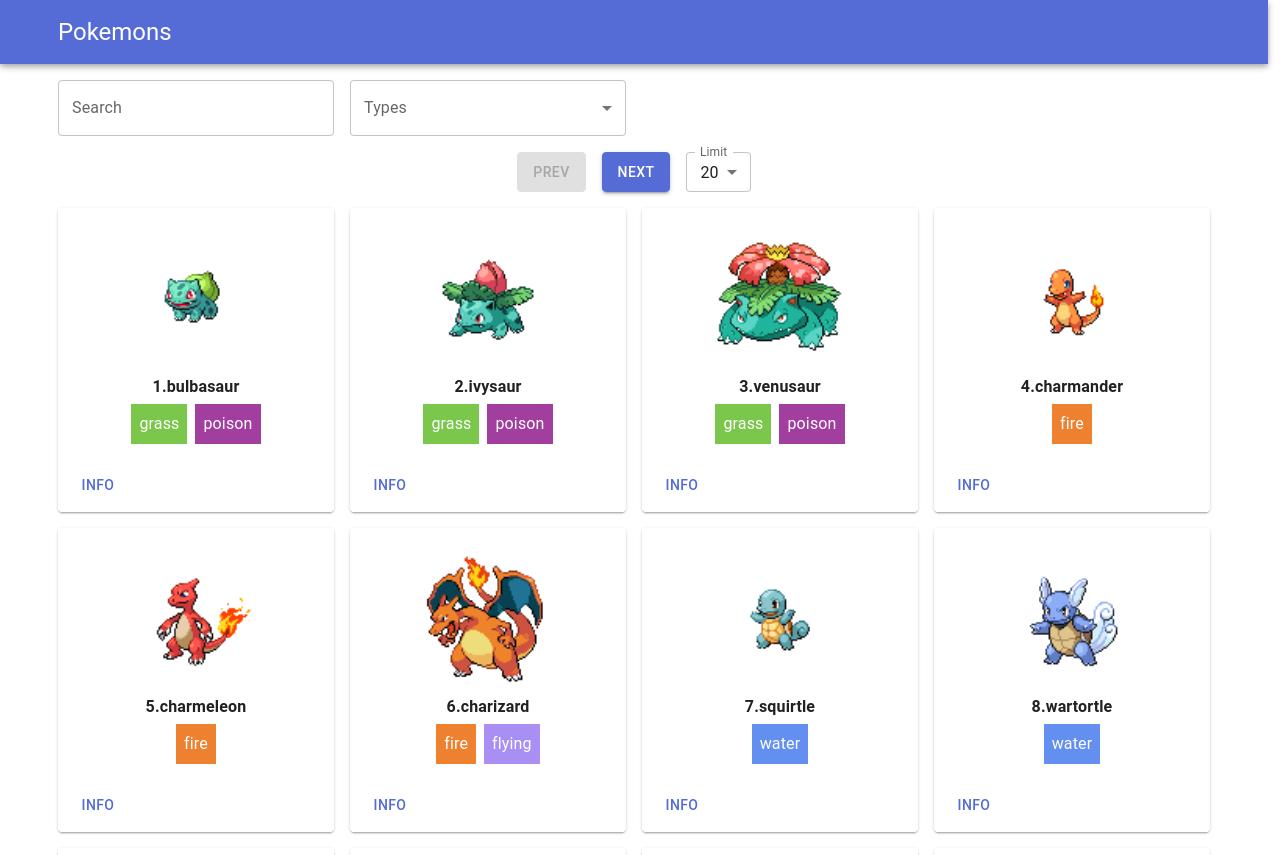 Pokemons
Search
Types
PREV
NEXT
Limit
20
1.bulbasaur
2.ivysaur
3.venusaur
4.charmander
grass poison
grass poison
grass poison
fire
INFO
INFO
INFO
INFO
5.charmeleon
6.charizard
7.squirtle
8.wartortle
fire
fire flying
water
water
INFO
INFO
INFO
INFO